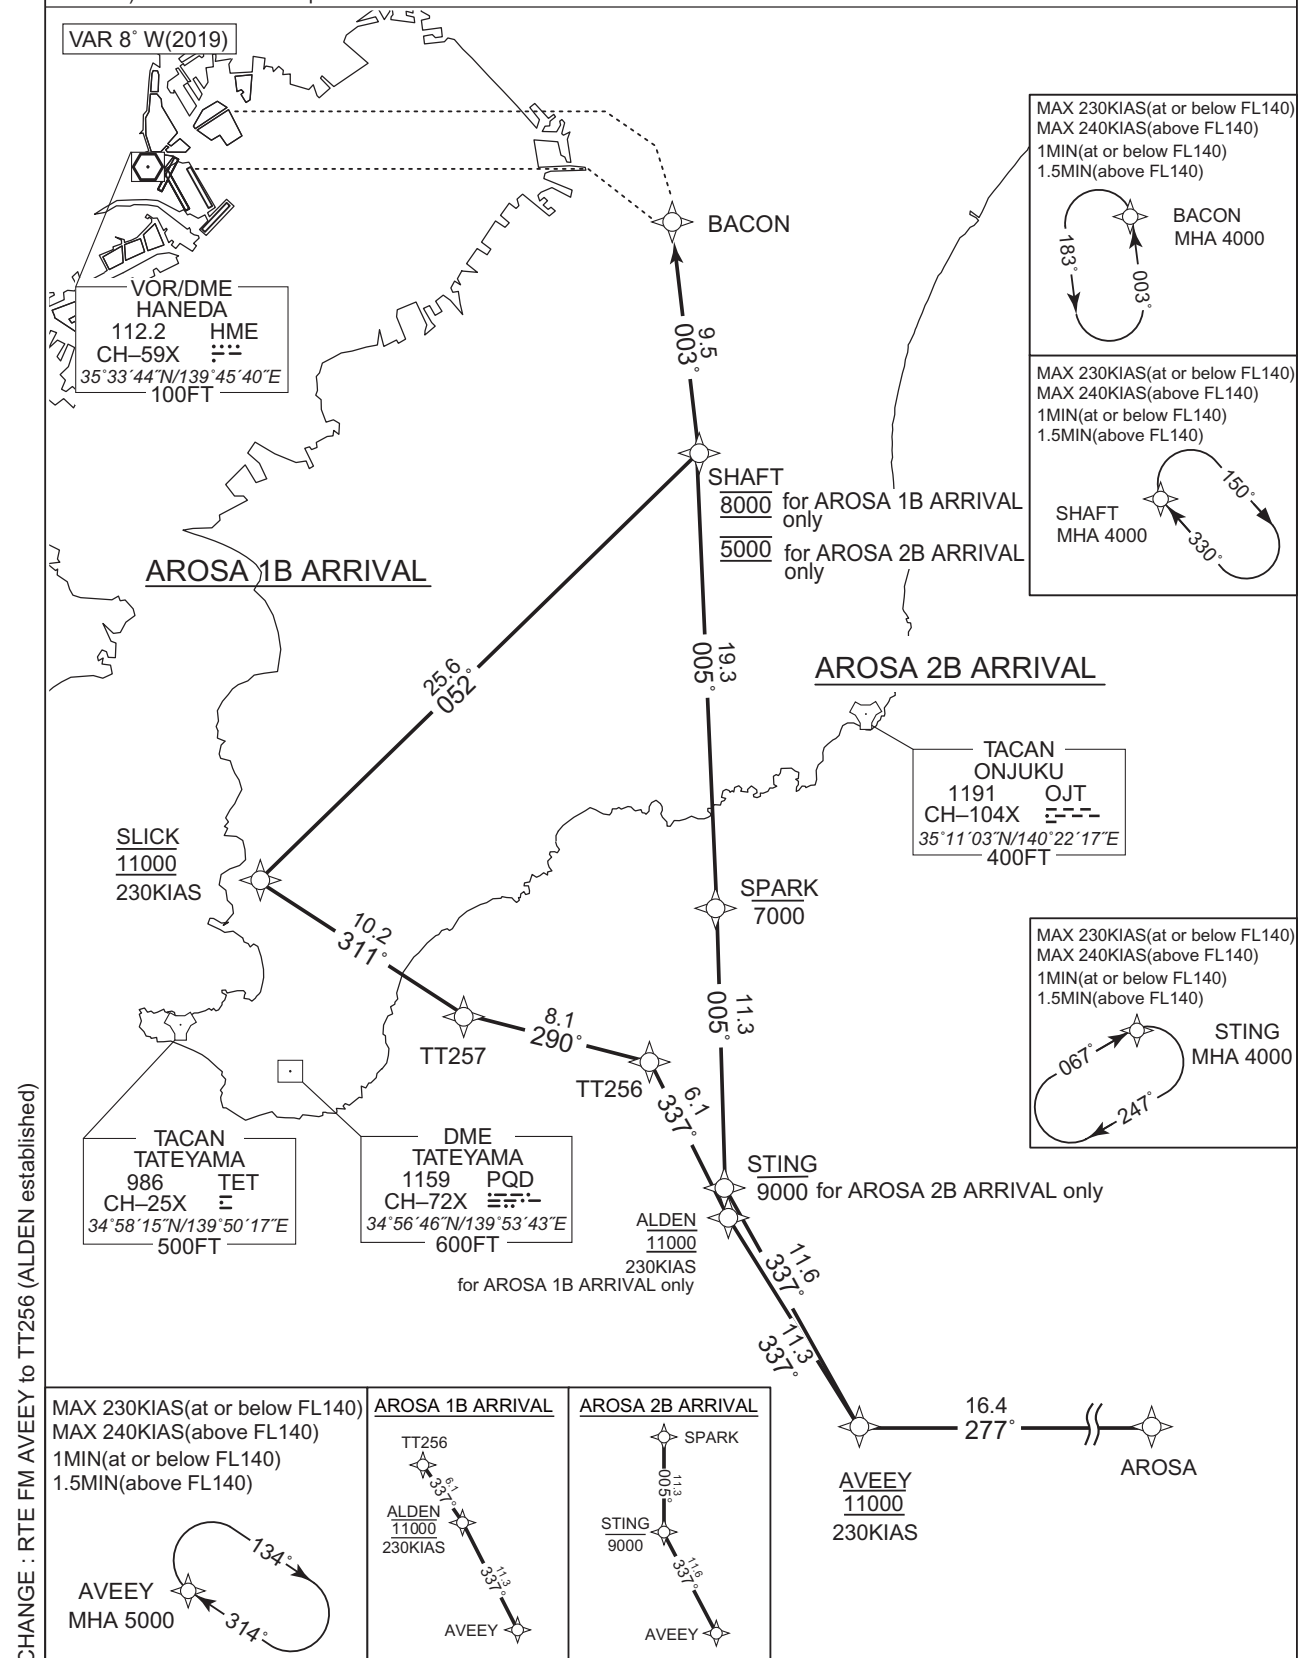 VAR 8° W(2019)
MAX 230KIAS(at or below FL140)
MAX 240KIAS(above FL140)
1MIN(at or below FL140)
1.5MIN(above FL140)
BACON
MHA 4000
183°
003°
BACON
VOR/DME
HANEDA
112.2 HME
CH–59X
35°33′44″N/139°45′40″E
100FT
9.5
003°
MAX 230KIAS(at or below FL140)
MAX 240KIAS(above FL140)
1MIN(at or below FL140)
1.5MIN(above FL140)
SHAFT
MHA 4000
150°
330°
SHAFT
8000 for AROSA 1B ARRIVAL
only
5000 for AROSA 2B ARRIVAL
only
AROSA 1B ARRIVAL
25.6
052°
19.3
005°
AROSA 2B ARRIVAL
TACAN
ONJUKU
1191 OJT
CH–104X
35°11′03″N/140°22′17″E
400FT
SLICK
11000
230KIAS
SPARK
7000
10.2
311°
8.1
290°
TT257
TT256
11.3
005°
6.1
337°
MAX 230KIAS(at or below FL140)
MAX 240KIAS(above FL140)
1MIN(at or below FL140)
1.5MIN(above FL140)
STING
MHA 4000
067°
247°
TACAN
TATEYAMA
986 TET
CH–25X
34°58′15″N/139°50′17″E
500FT
DME
TATEYAMA
1159 PQD
CH–72X
34°56′46″N/139°53′43″E
600FT
STING
9000 for AROSA 2B ARRIVAL only
ALDEN
11000
230KIAS
for AROSA 1B ARRIVAL only
11.6
337°
11.3
337°
16.4
277°
AROSA
AVEEY
11000
230KIAS
MAX 230KIAS(at or below FL140)
MAX 240KIAS(above FL140)
1MIN(at or below FL140)
1.5MIN(above FL140)
AVEEY
MHA 5000
134°
314°
AROSA 1B ARRIVAL
TT256
6.1
337°
ALDEN
11000
230KIAS
11.3
337°
AVEEY
AROSA 2B ARRIVAL
SPARK
11.3
005°
STING
9000
11.6
337°
AVEEY
CHANGE : RTE FM AVEEY to TT256 (ALDEN established)